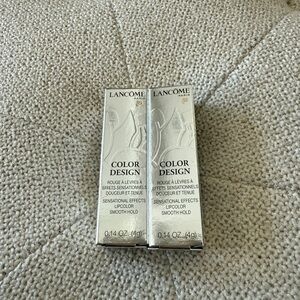 LANCÔME
PARIS
COLOR
DESIGN
ROUGE À LÈVRES À
EFFETS SENSATIONNELS
DOUCEUR ET TENUE
SENSATIONAL EFFECTS
LIPCOLOR
SMOOTH HOLD
0.14 OZ. (4g)
LANCÔME
PARIS
COLOR
DESIGN
ROUGE À LÈVRES À
EFFETS SENSATIONNELS
DOUCEUR ET TENUE
SENSATIONAL EFFECTS
LIPCOLOR
SMOOTH HOLD
0.14 OZ. (4g)